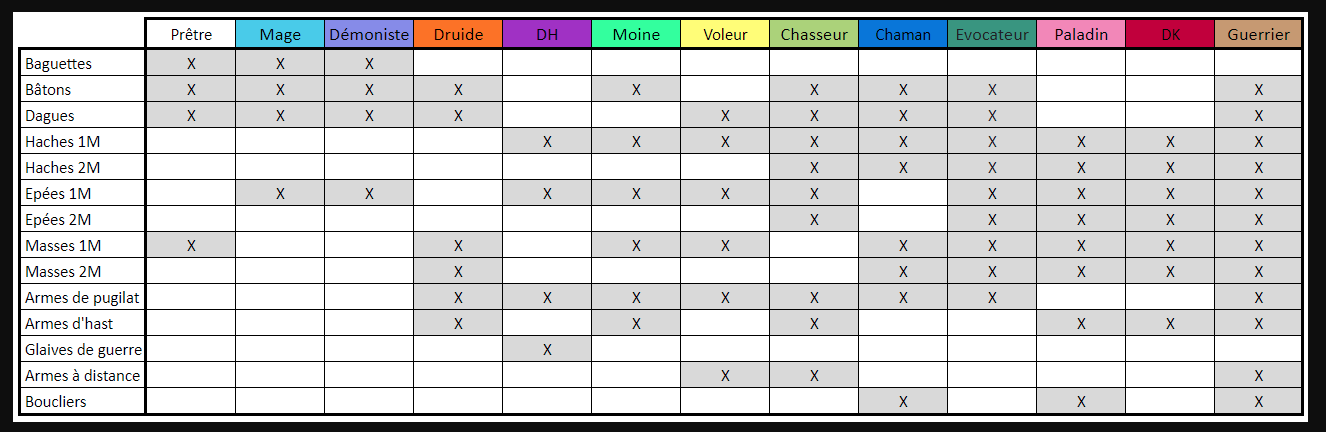 Prêtre Mage Démoniste Druide DH Moine Voleur Chasseur Chaman Evocateur Paladin DK Guerrier
Baguettes X X X
Bâtons X X X X X X X X X
Dagues X X X X X X X X X
Haches 1M X X X X X X X X X
Haches 2M X X X X X X
Epées 1M X X X X X X X X X X
Epées 2M X X X X X
Masses 1M X X X X X X X X X
Masses 2M X X X X X X
Armes de pugilat X X X X X X X X
Armes d'hast X X X X X X
Glaives de guerre X
Armes à distance X X X
Boucliers X X X